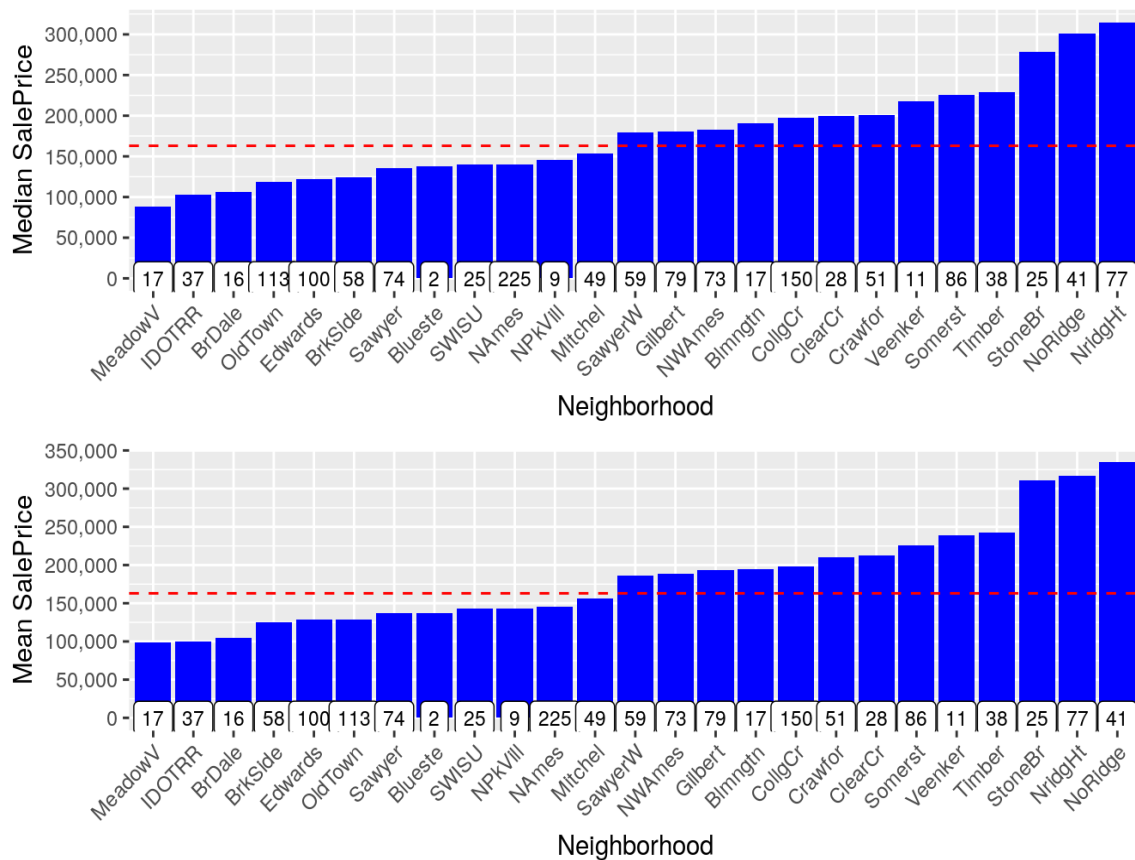 Median SalePrice
300,000
250,000
200,000
150,000
100,000
50,000
0
17 37 16 113 100 58 74 2 25 225 9 49 59 79 73 17 150 28 51 11 86 38 25 41 77
MeadowV IDOTRR BrDale OldTown Edwards BrkSIde Sawyer Blueste SWISU NAmes NPkVIll MItchel SawyerW Gilbert NWAmes Blmngtn CollgCr ClearCr Crawfor Veenker Somerst TImber StoneBr NoRIdge NrIdgHt
Neighborhood
Mean SalePrice
350,000
300,000
250,000
200,000
150,000
100,000
50,000
0
17 37 16 58 100 113 74 2 25 9 225 49 59 73 79 17 150 51 28 86 11 38 25 77 41
MeadowV IDOTRR BrDale BrkSIde Edwards OldTown Sawyer Blueste SWISU NPkVIll NAmes MItchel SawyerW NWAmes Gilbert Blmngtn CollgCr Crawfor ClearCr Somerst Veenker TImber StoneBr NrIdgHt NoRIdge
Neighborhood